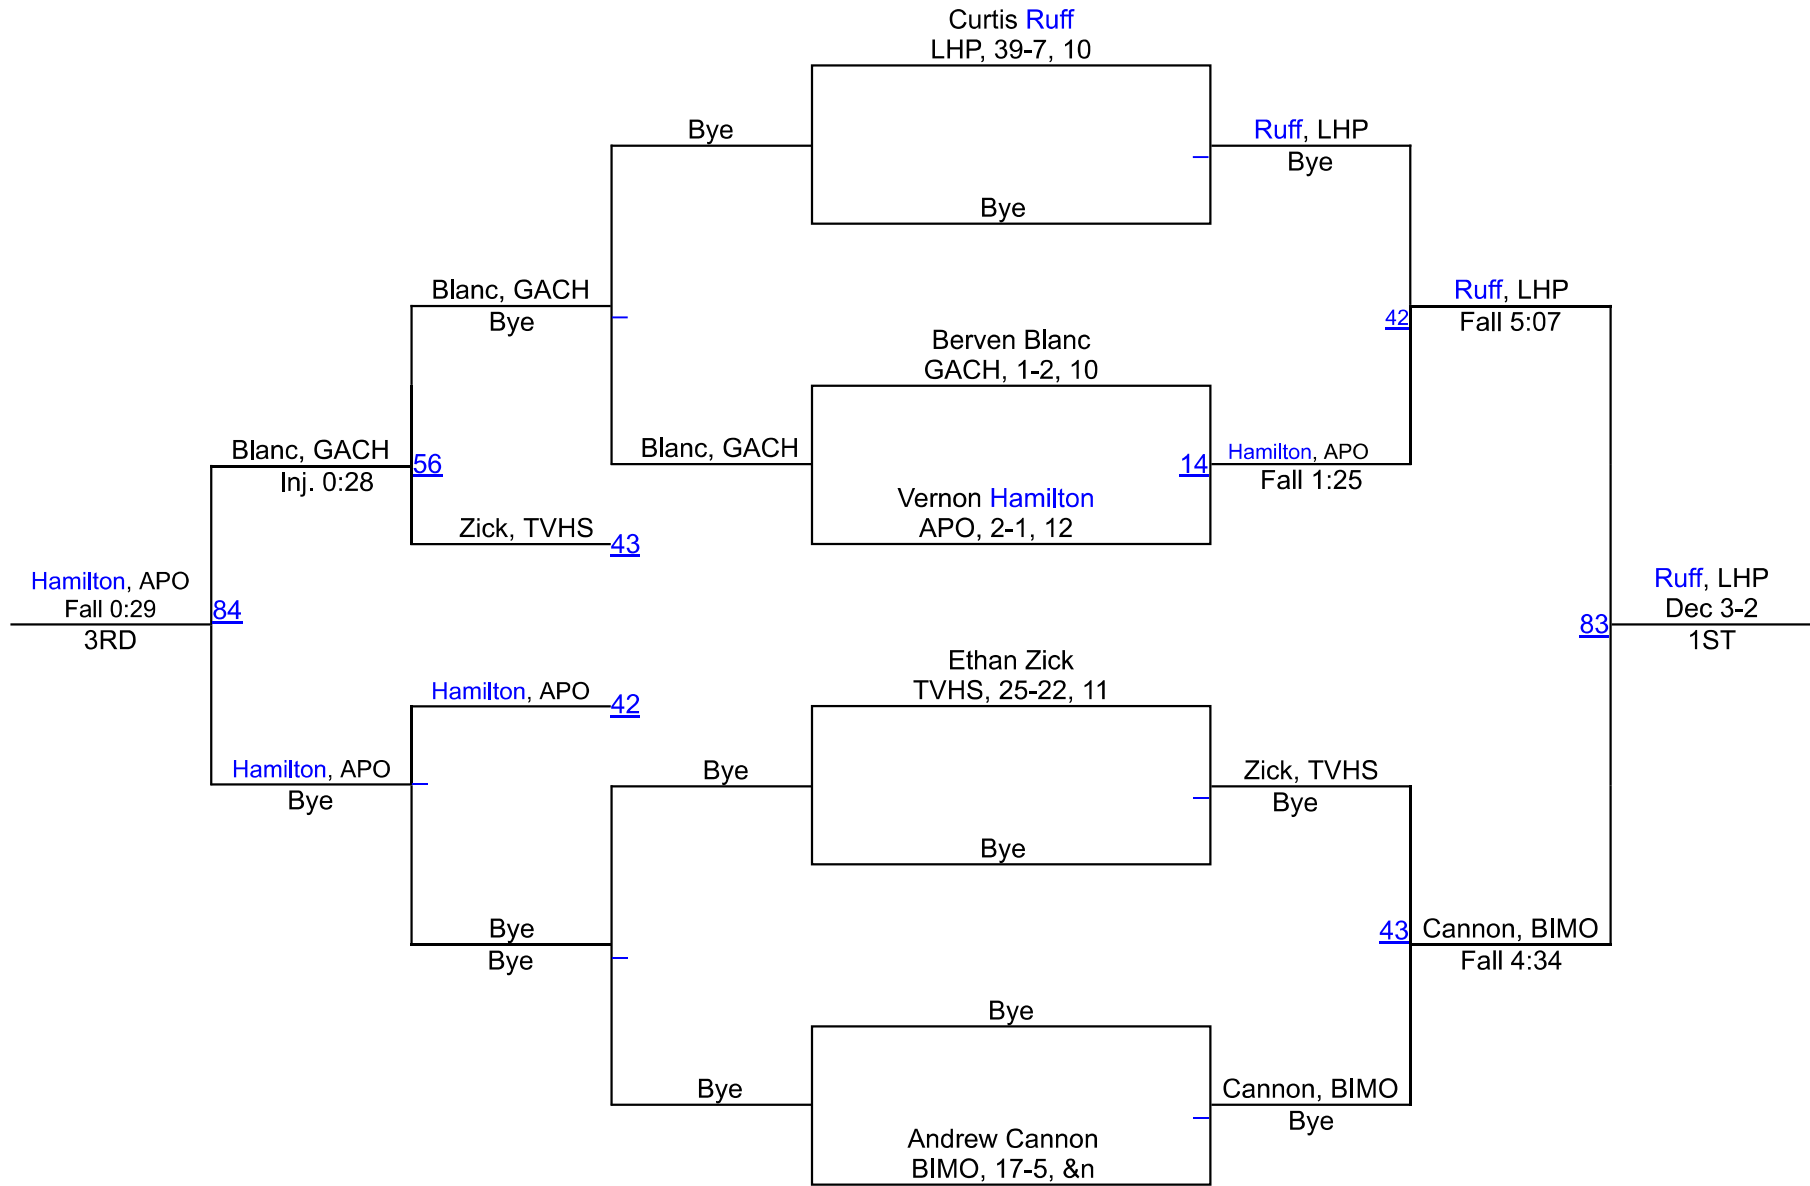 Curtis Ruff
LHP, 39-7, 10
Bye
Ruff, LHP
Bye
Bye
Blanc, GACH
Bye
Ruff, LHP
42
Fall 5:07
Berven Blanc
GACH, 1-2, 10
Blanc, GACH
56
Inj. 0:28
Blanc, GACH
14
Hamilton, APO
Fall 1:25
Vernon Hamilton
APO, 2-1, 12
Zick, TVHS
43
Hamilton, APO
Fall 0:29
84
3RD
Ruff, LHP
Dec 3-2
83
1ST
Ethan Zick
TVHS, 25-22, 11
Hamilton, APO
42
Hamilton, APO
Bye
Bye
Zick, TVHS
Bye
Bye
Bye
Bye
43
Cannon, BIMO
Fall 4:34
Bye
Bye
Cannon, BIMO
Bye
Andrew Cannon
BIMO, 17-5, &n